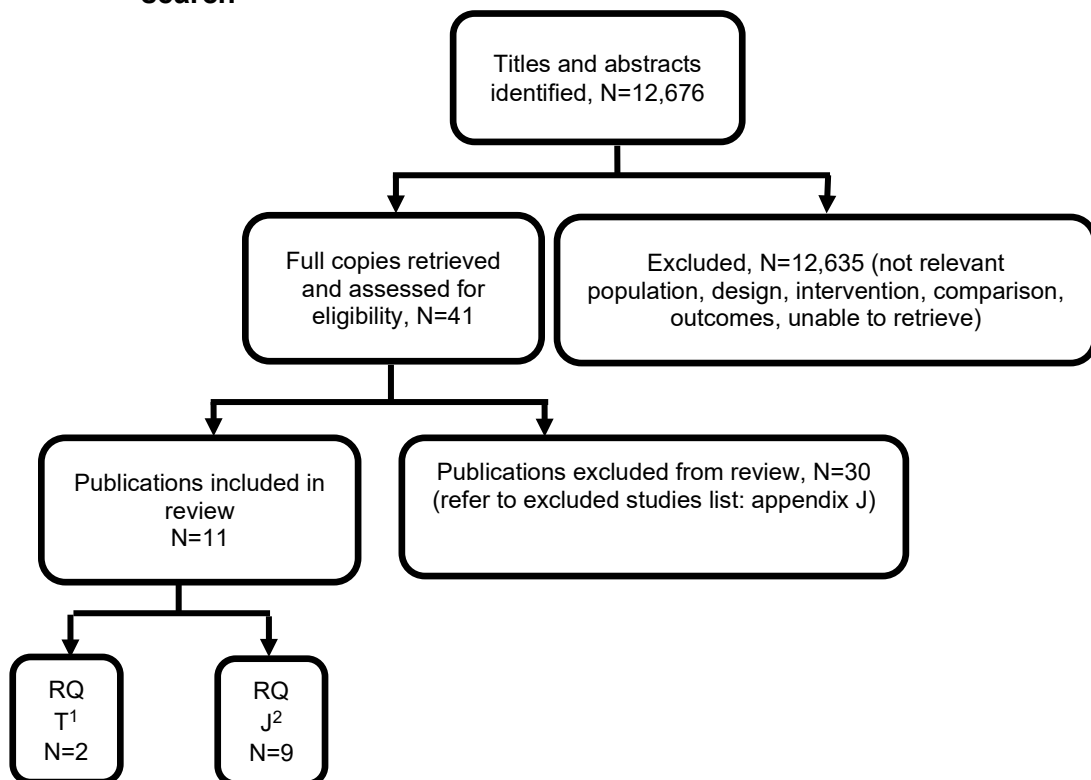 search
Titles and abstracts
identified, N=12,676
Full copies retrieved
and assessed for
eligibility, N=41
Excluded, N=12,635 (not relevant
population, design, intervention, comparison,
outcomes, unable to retrieve)
Publications included in
review
N=11
Publications excluded from review, N=30
(refer to excluded studies list: appendix J)
RQ
T¹
N=2
RQ
J²
N=9